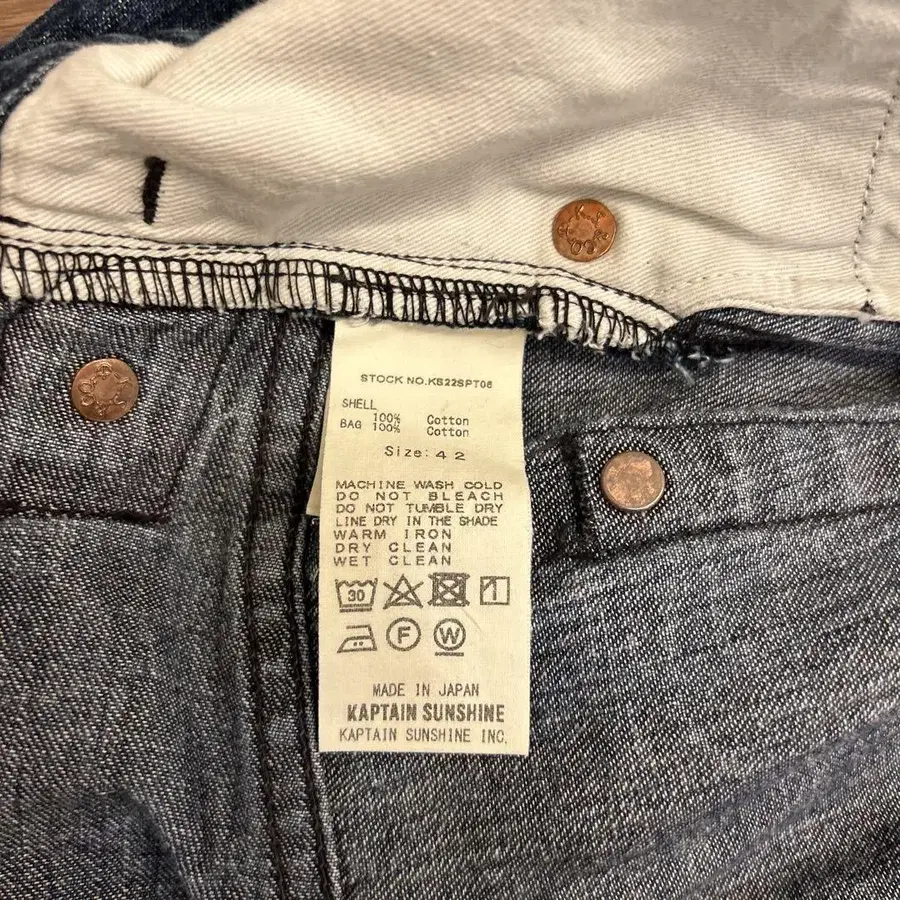 STOCK NO.KS22SPT06
SHELL
100% Cotton
BAG 100% Cotton
Size: 42
MACHINE WASH COLD
DO NOT BLEACH
DO NOT TUMBLE DRY
LINE DRY IN THE SHADE
WARM IRON
DRY CLEAN
WET CLEAN
30
F W
MADE IN JAPAN
KAPTAIN SUNSHINE
KAPTAIN SUNSHINE INC.